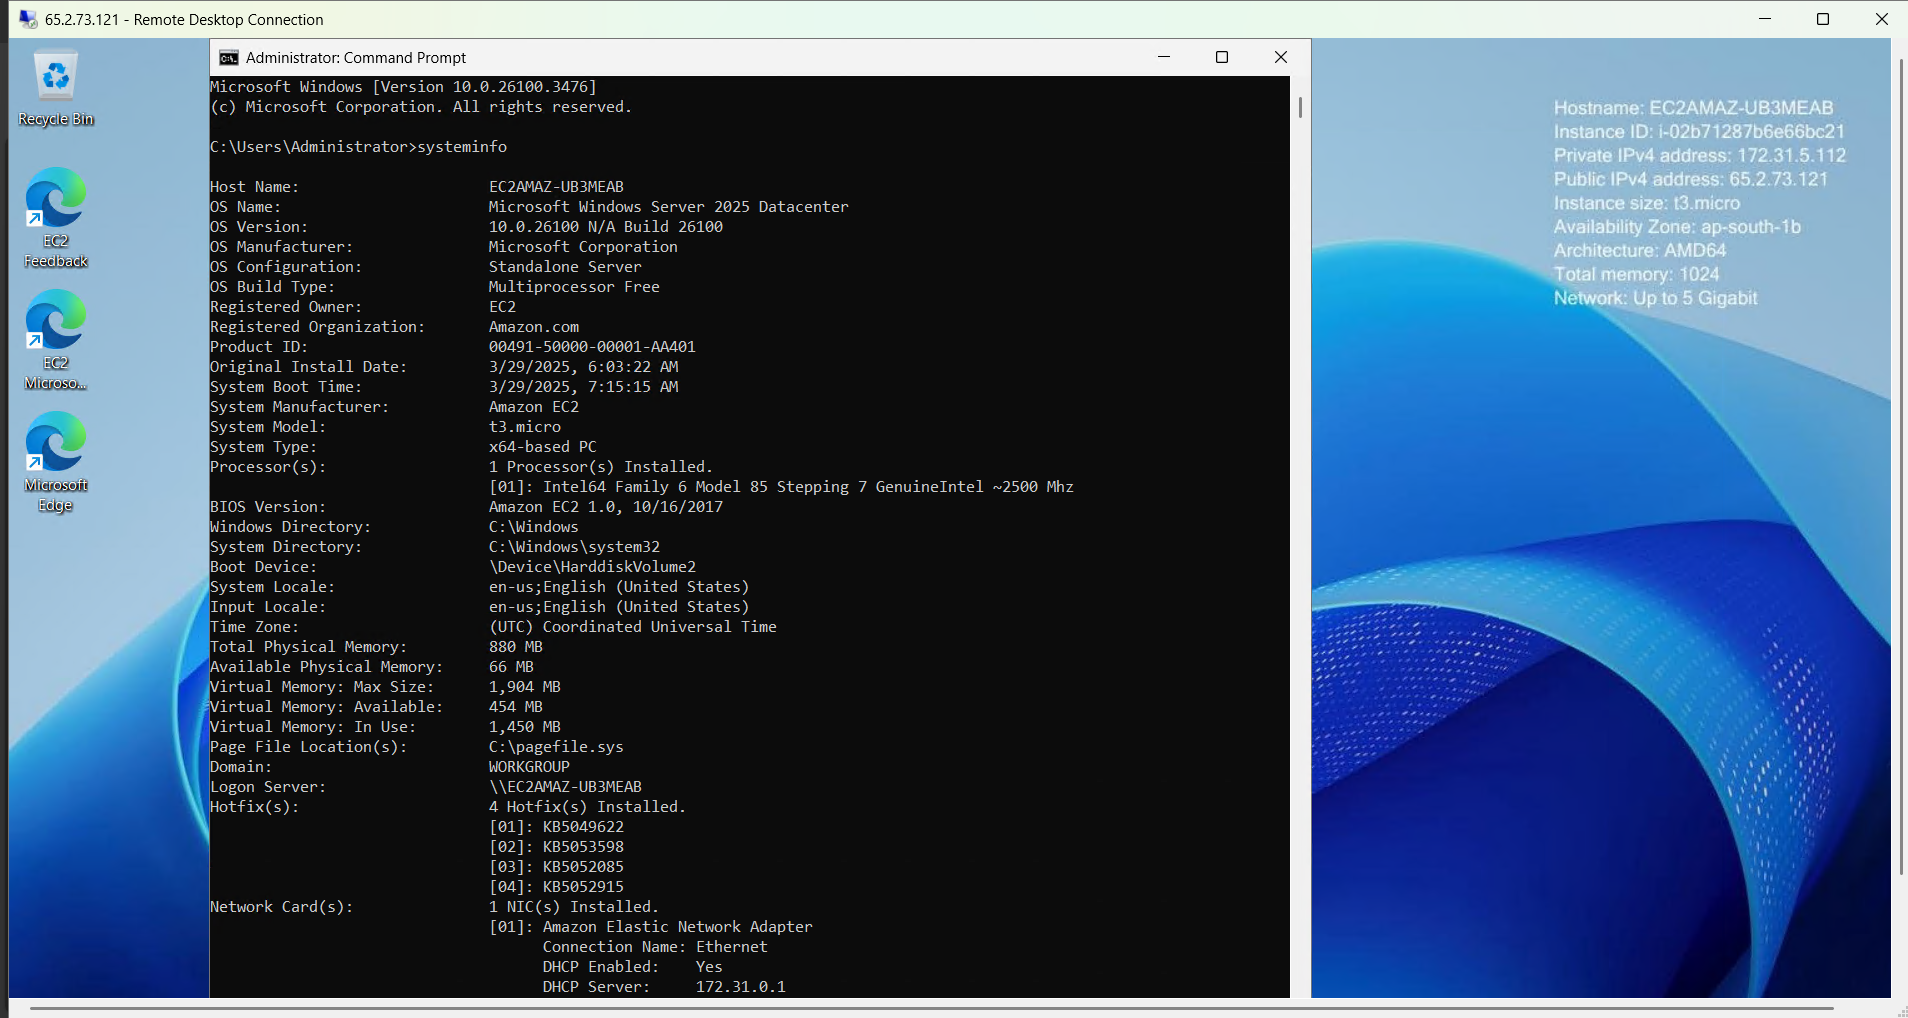 65.2.73.121 - Remote Desktop Connection
Recycle Bin
EC2
Feedback
EC2
Microso...
Microsoft
Edge
Administrator: Command Prompt
Microsoft Windows [Version 10.0.26100.3476]
(c) Microsoft Corporation. All rights reserved.
C:\Users\Administrator>systeminfo
Host Name: EC2AMAZ-UB3MEAB
OS Name: Microsoft Windows Server 2025 Datacenter
OS Version: 10.0.26100 N/A Build 26100
OS Manufacturer: Microsoft Corporation
OS Configuration: Standalone Server
OS Build Type: Multiprocessor Free
Registered Owner: EC2
Registered Organization: Amazon.com
Product ID: 00491-50000-00001-AA401
Original Install Date: 3/29/2025, 6:03:22 AM
System Boot Time: 3/29/2025, 7:15:15 AM
System Manufacturer: Amazon EC2
System Model: t3.micro
System Type: x64-based PC
Processor(s): 1 Processor(s) Installed.
[01]: Intel64 Family 6 Model 85 Stepping 7 GenuineIntel ~2500 Mhz
BIOS Version: Amazon EC2 1.0, 10/16/2017
Windows Directory: C:\Windows
System Directory: C:\Windows\system32
Boot Device: \Device\HarddiskVolume2
System Locale: en-us;English (United States)
Input Locale: en-us;English (United States)
Time Zone: (UTC) Coordinated Universal Time
Total Physical Memory: 880 MB
Available Physical Memory: 66 MB
Virtual Memory: Max Size: 1,904 MB
Virtual Memory: Available: 454 MB
Virtual Memory: In Use: 1,450 MB
Page File Location(s): C:\pagefile.sys
Domain: WORKGROUP
Logon Server: \\EC2AMAZ-UB3MEAB
Hotfix(s): 4 Hotfix(s) Installed.
[01]: KB5049622
[02]: KB5053598
[03]: KB5052085
[04]: KB5052915
Network Card(s): 1 NIC(s) Installed.
[01]: Amazon Elastic Network Adapter
Connection Name: Ethernet
DHCP Enabled: Yes
DHCP Server: 172.31.0.1
Hostname: EC2AMAZ-UB3MEAB
Instance ID: i-02b71287b6e66bc21
Private IPv4 address: 172.31.5.112
Public IPv4 address: 65.2.73.121
Instance size: t3.micro
Availability Zone: ap-south-1b
Architecture: AMD64
Total memory: 1024
Network: Up to 5 Gigabit